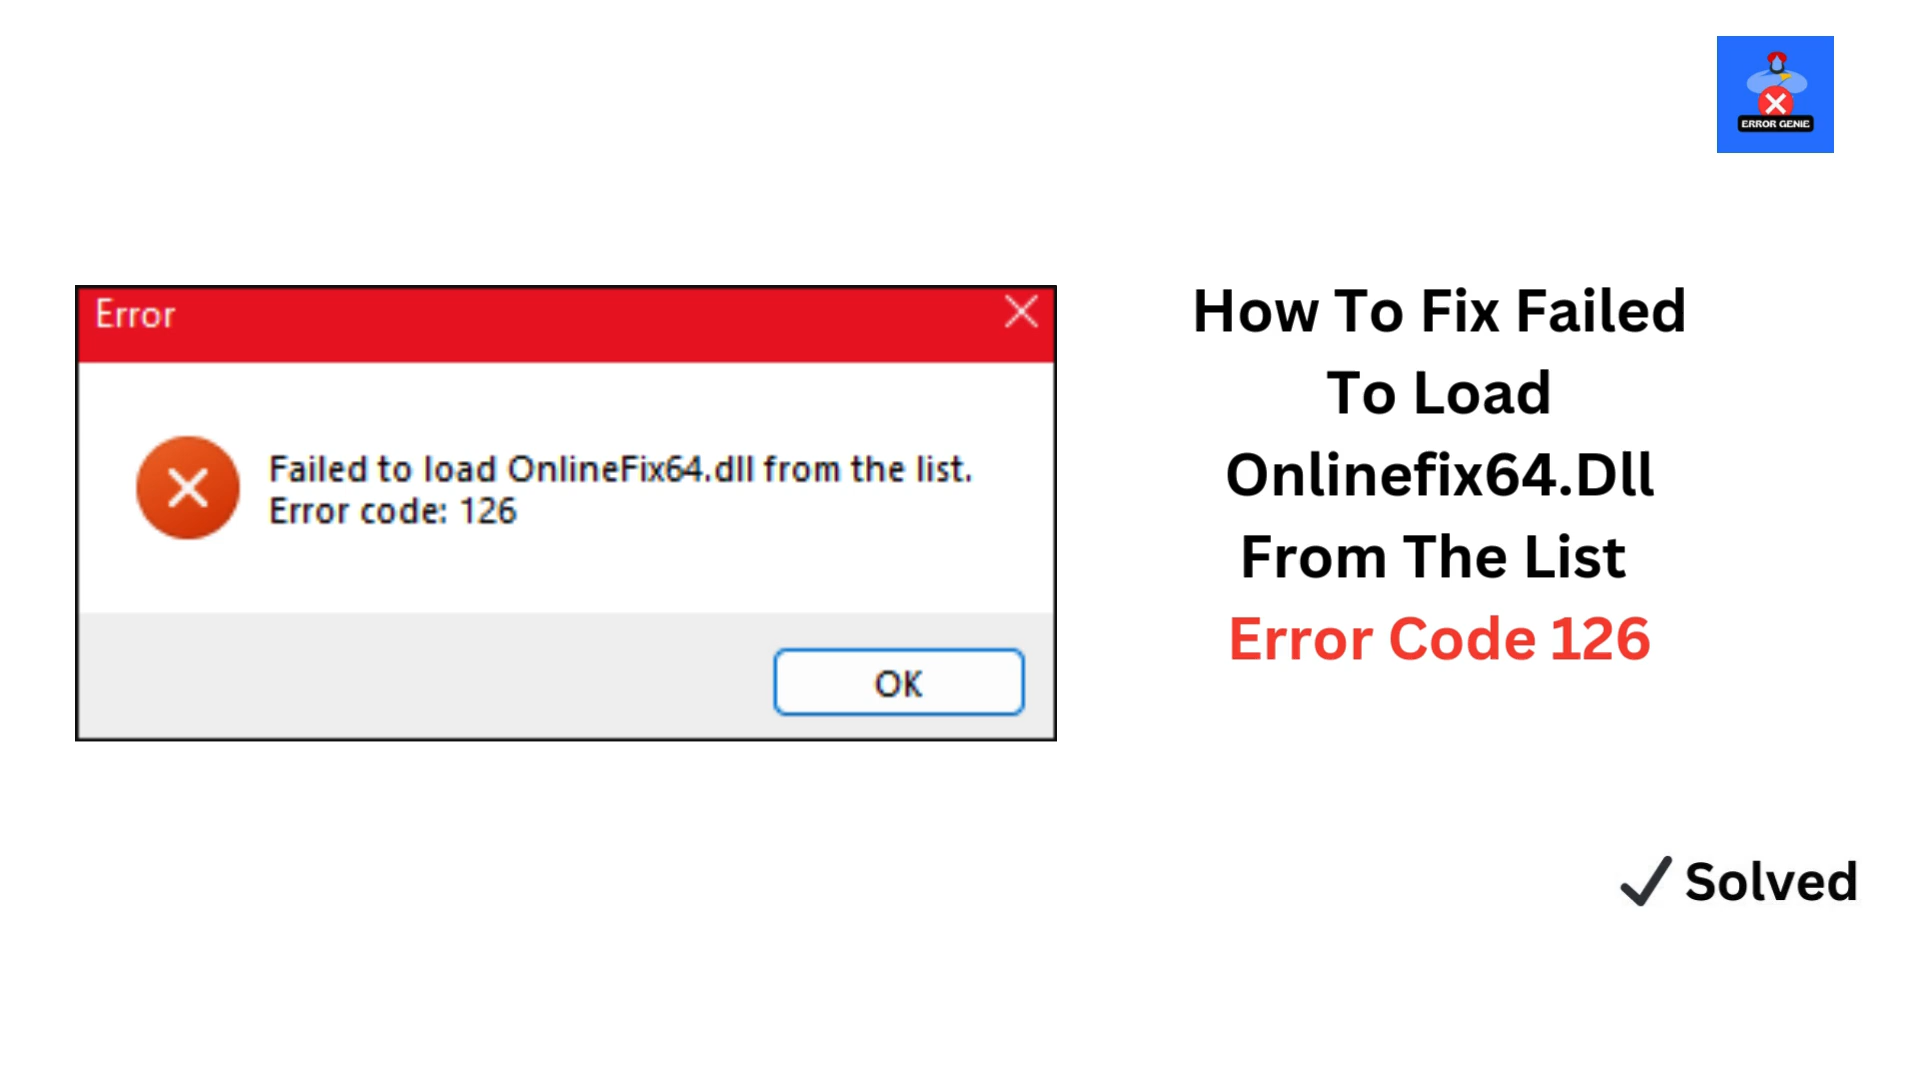 ERROR GENIE
Error
Failed to load OnlineFix64.dll from the list.
Error code: 126
OK
How To Fix Failed
To Load
Onlinefix64.Dll
From The List
Error Code 126
Solved